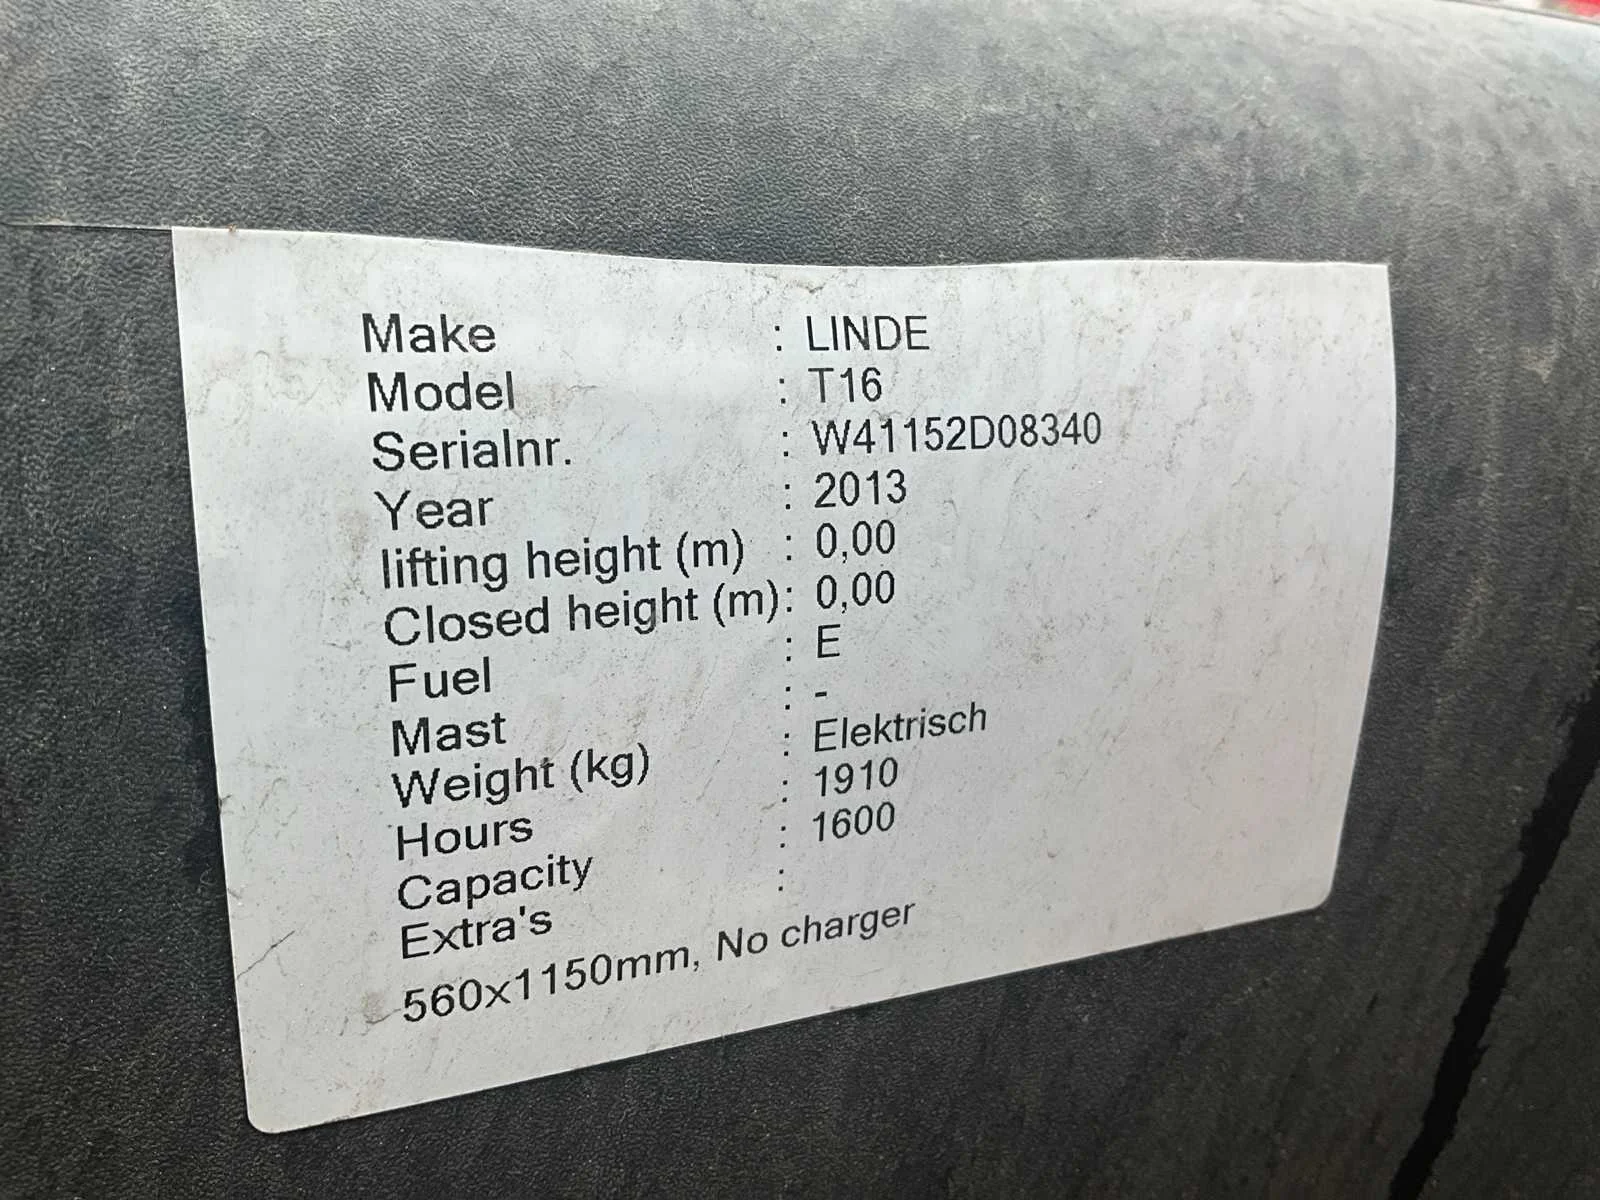 Make : LINDE
Model : T16
Serialnr. : W41152D08340
Year : 2013
lifting height (m) : 0,00
Closed height (m): 0,00
Fuel : E
Mast : -
Weight (kg) : Elektrisch
Hours : 1910
Capacity : 1600
Extra's :
560x1150mm, No charger